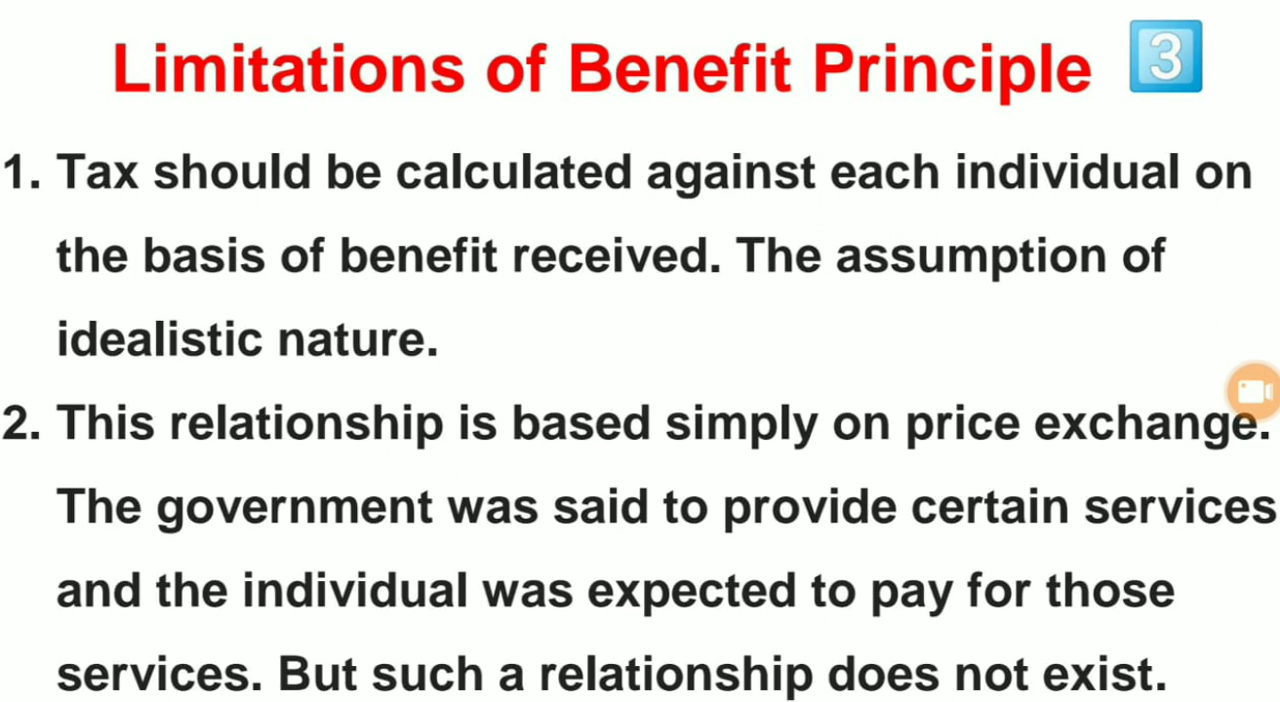 Limitations of Benefit Principle 3
1. Tax should be calculated against each individual on
the basis of benefit received. The assumption of
idealistic nature.
2. This relationship is based simply on price exchange.
The government was said to provide certain services
and the individual was expected to pay for those
services. But such a relationship does not exist.